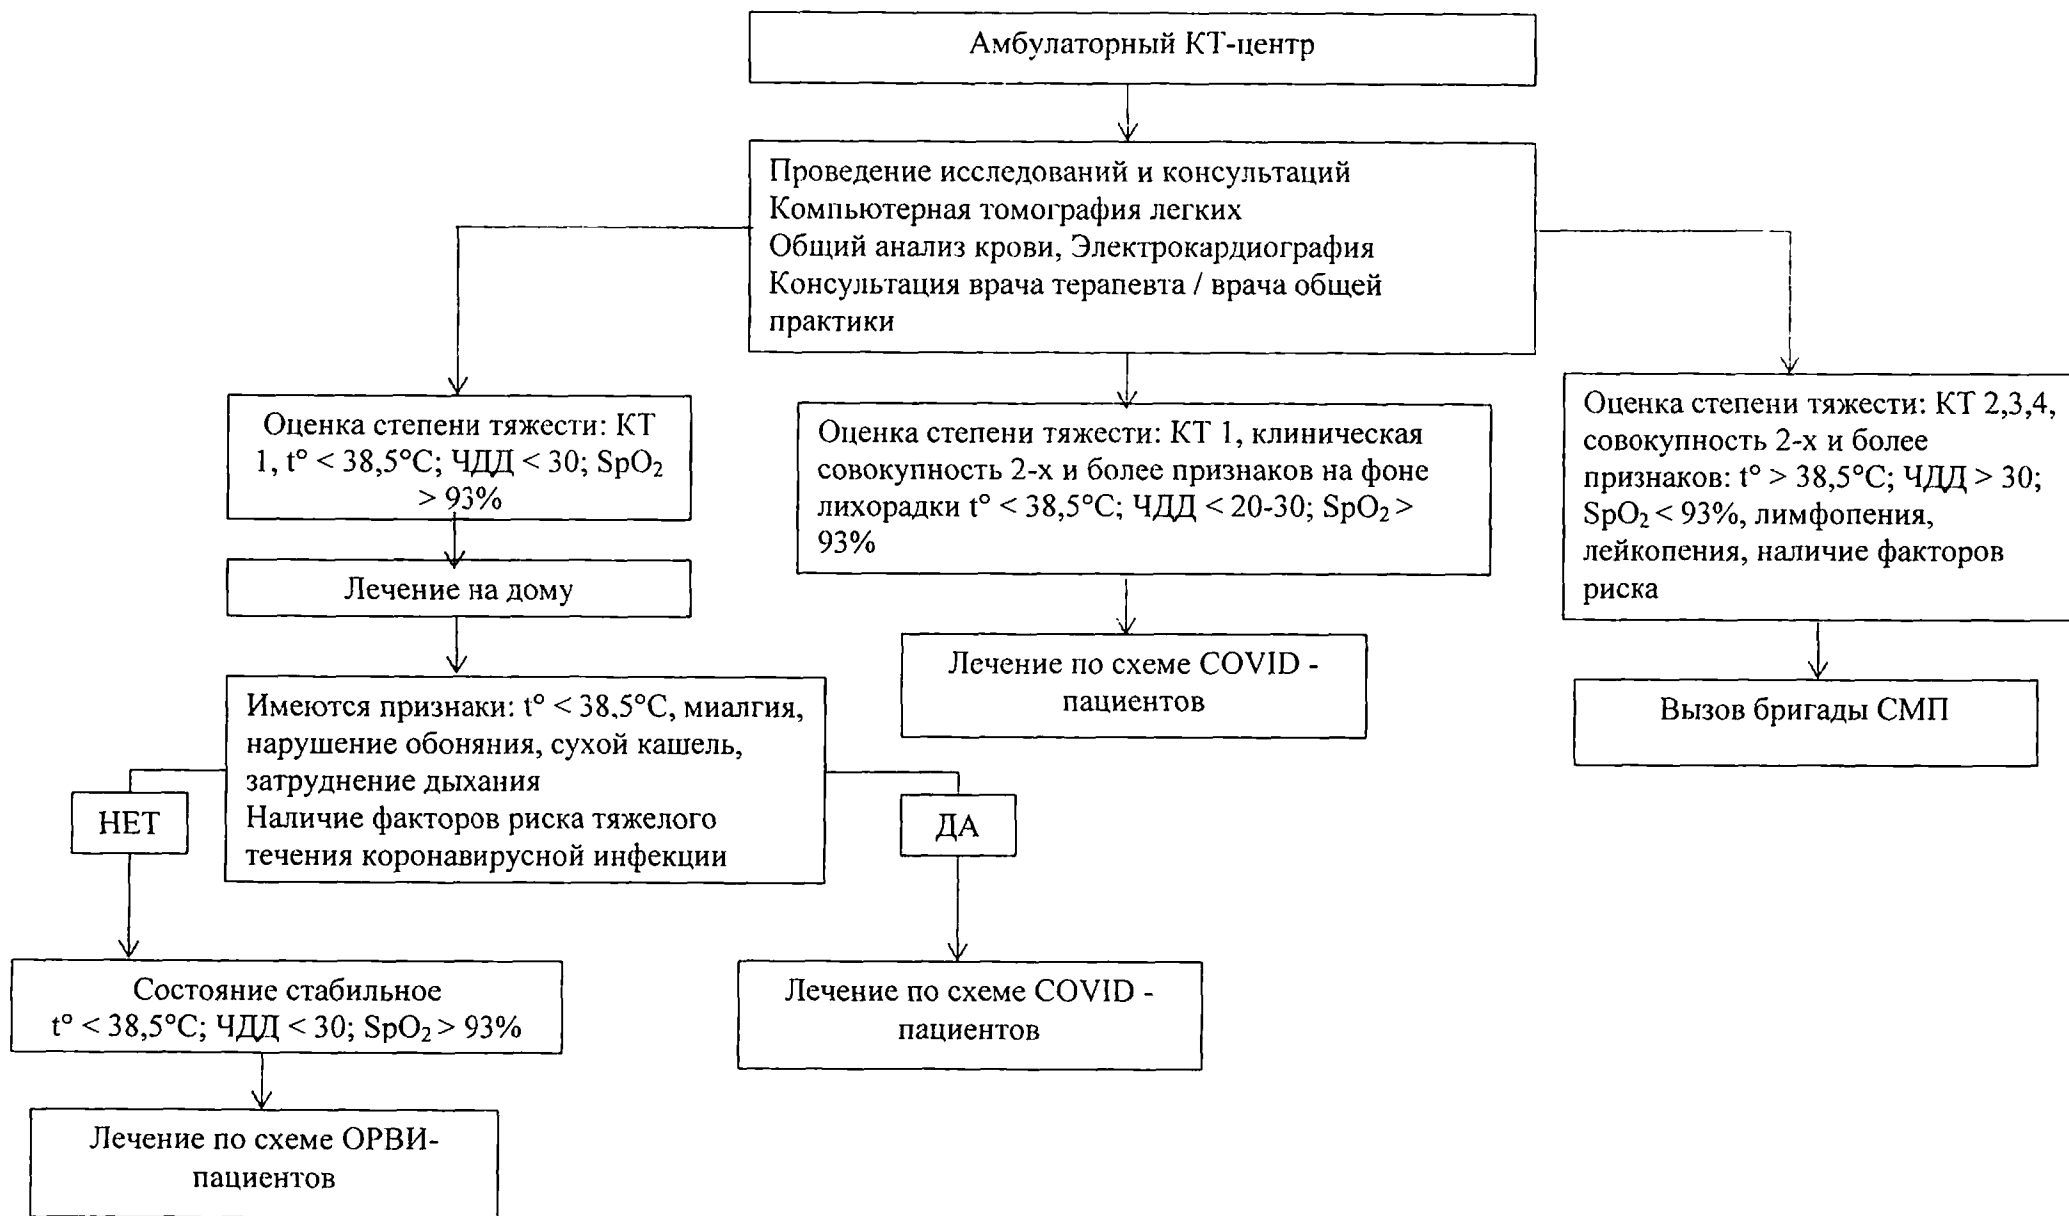 Амбулаторный КТ-центр
Проведение исследований и консультаций
Компьютерная томография легких
Общий анализ крови, Электрокардиография
Консультация врача терапевта / врача общей
практики
Оценка степени тяжести: КТ
1, t° < 38,5°C; ЧДД < 30; SpO₂
> 93%
Оценка степени тяжести: КТ 1, клиническая
совокупность 2-х и более признаков на фоне
лихорадки t° < 38,5°C; ЧДД < 20-30; SpO₂ >
93%
Оценка степени тяжести: КТ 2,3,4,
совокупность 2-х и более
признаков: t° > 38,5°C; ЧДД > 30;
SpO₂ < 93%, лимфопения,
лейкопения, наличие факторов
риска
Лечение на дому
Лечение по схеме COVID -
пациентов
Вызов бригады СМП
Имеются признаки: t° < 38,5°C, миалгия,
нарушение обоняния, сухой кашель,
затруднение дыхания
Наличие факторов риска тяжелого
течения коронавирусной инфекции
НЕТ
ДА
Состояние стабильное
t° < 38,5°C; ЧДД < 30; SpO₂ > 93%
Лечение по схеме COVID -
пациентов
Лечение по схеме ОРВИ-
пациентов